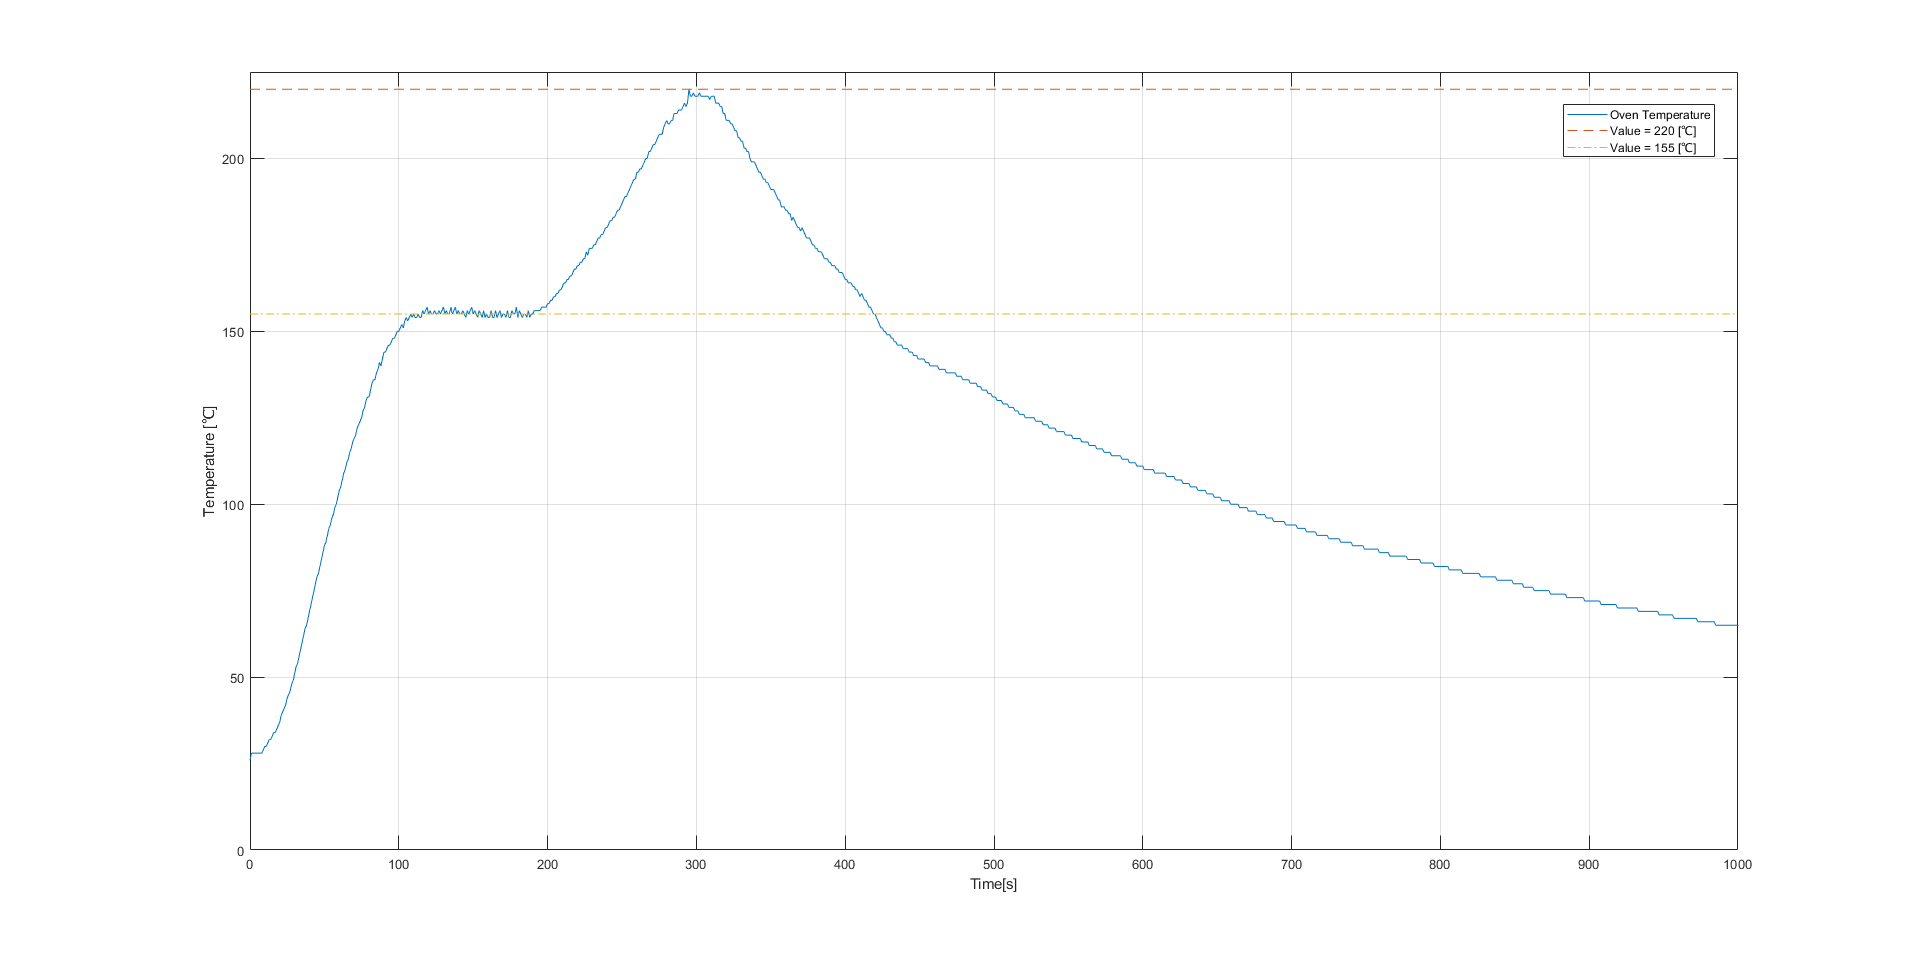 Oven Temperature
Value = 220 [℃]
Value = 155 [℃]
200
150
100
50
0
Temperature [℃]
0 100 200 300 400 500 600 700 800 900 1000
Time[s]